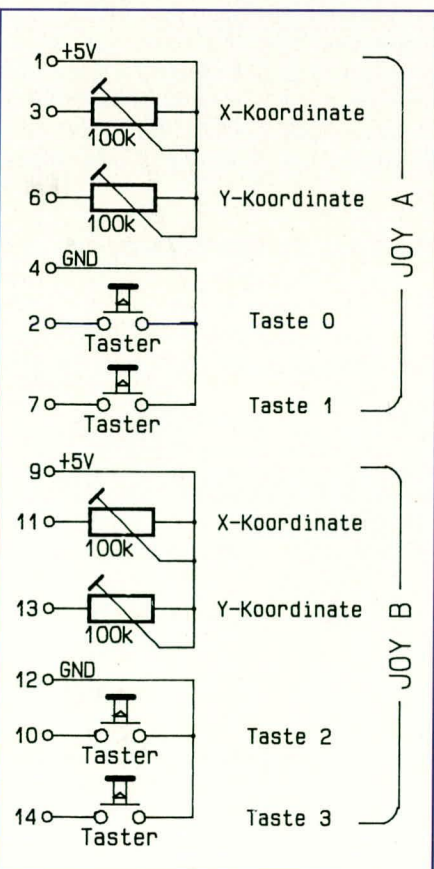 1 +5V
3 100k X-Koordinate
6 100k Y-Koordinate
JOY A
4 GND
2 Taster Taste 0
7 Taster Taste 1
9 +5V
11 100k X-Koordinate
13 100k Y-Koordinate
JOY B
12 GND
10 Taster Taste 2
14 Taster Taste 3